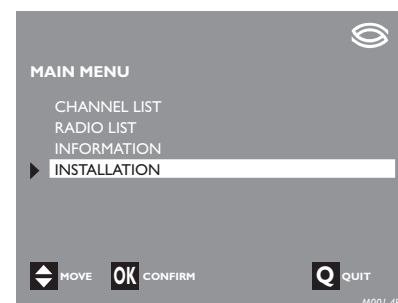 MAIN MENU
CHANNEL LIST
RADIO LIST
INFORMATION
INSTALLATION
MOVE OK CONFIRM Q QUIT